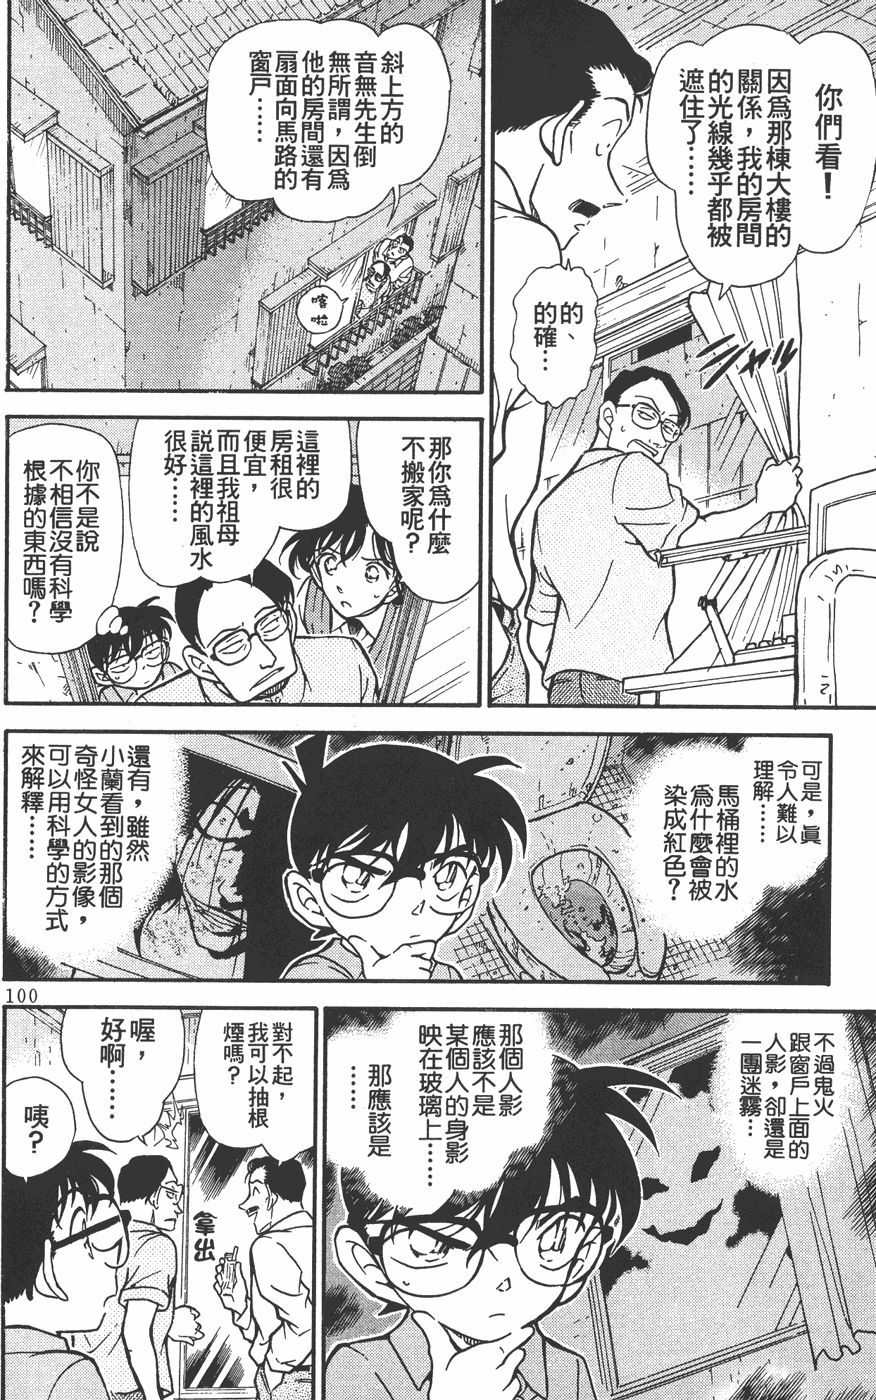 你們看！
因為那棟大樓的
關係，我的房間
的光線幾乎都被
遮住了……
的、
的確…
シャル
斜上方的
音無先生倒
無所謂，因為
他的房間還有
扇面向馬路的
窗戶……
喀
啦
那你為什麼
不搬家呢？
這裡的
房租很
便宜，
而且我祖母
說這裡的風水
很好……
你不是說
不相信沒有科學
根據的東西嗎？
可是，真
令人難以
理解……
馬桶裡的水
為什麼會被
染成紅色？
還有，雖然
小蘭看到的那個
奇怪女人的影像，
可以用科學的方式
來解釋……
100
不過鬼火
跟窗戶上面的
人影，卻還是
一團迷霧…
那個人影
應該不是
某個人的身影
映在玻璃上……
那應該是
……
對不起，
我可以抽根
煙嗎？
拿出
喔，
好啊……
咦？